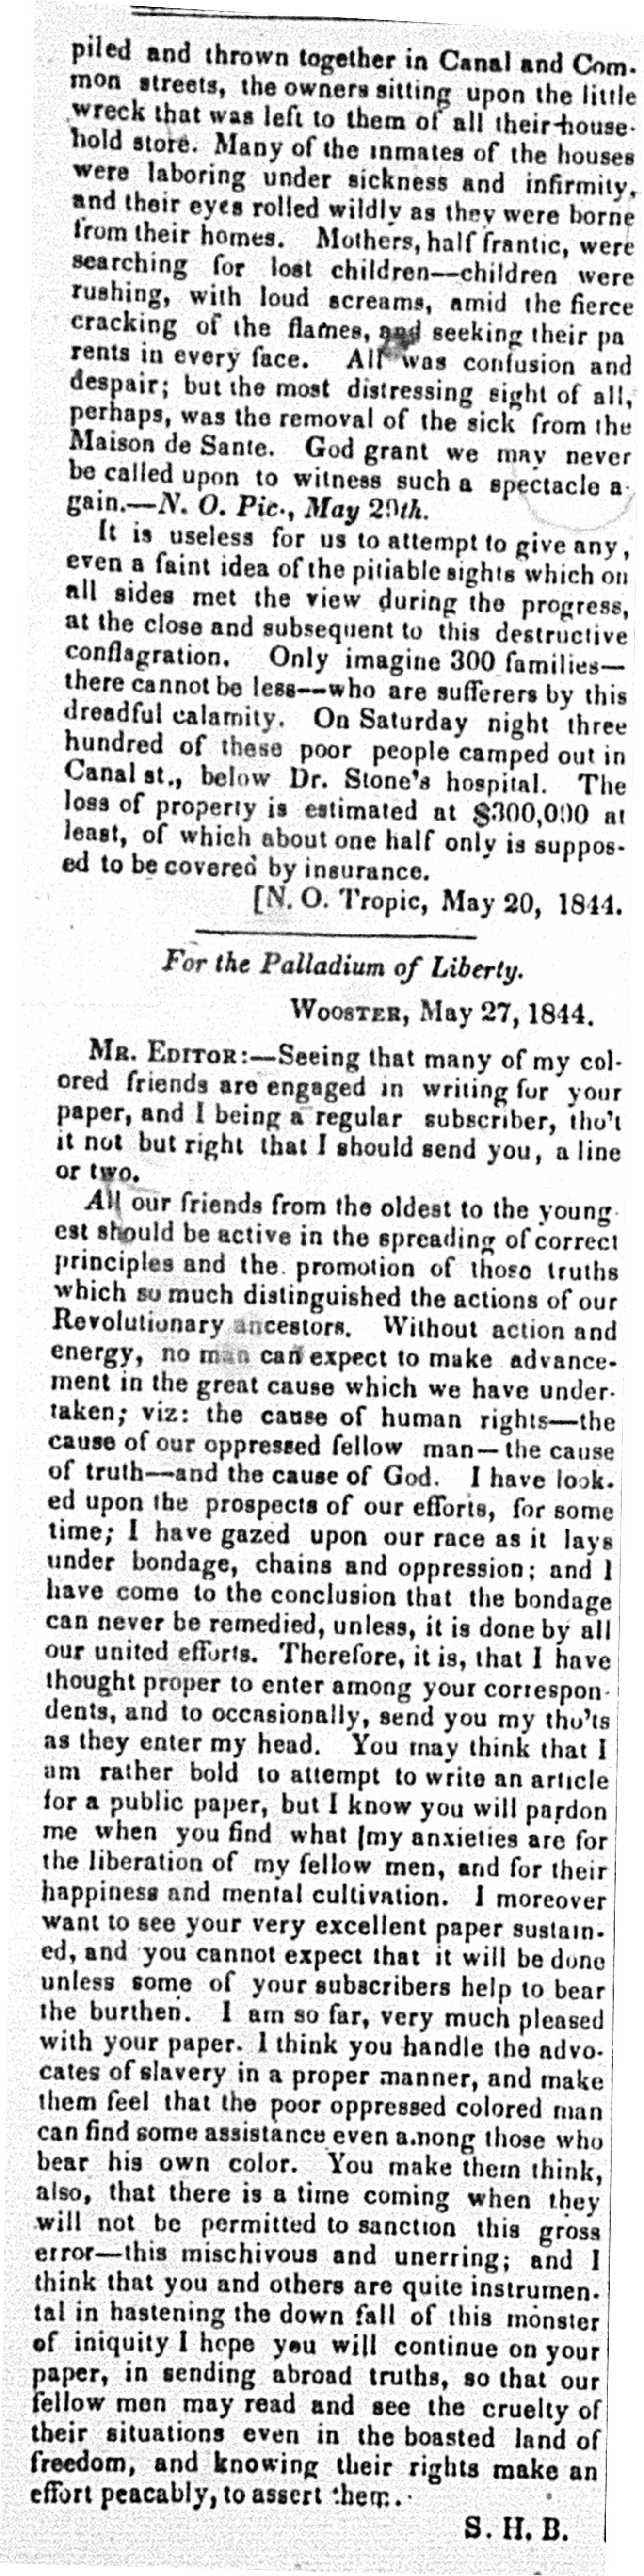 piled and thrown together in Canal and Com-
mon streets, the owners sitting upon the little
wreck that was left to them of all their house-
hold store. Many of the inmates of the houses
were laboring under sickness and infirmity,
and their eyes rolled wildly as they were borne
from their homes. Mothers, half frantic, were
searching for lost children—children were
rushing, with loud screams, amid the fierce
cracking of the flames, and seeking their pa
rents in every face. All was confusion and
despair; but the most distressing sight of all,
perhaps, was the removal of the sick from the
Maison de Sante. God grant we may never
be called upon to witness such a spectacle a-
gain.—N. O. Pic., May 20th.
It is useless for us to attempt to give any,
even a faint idea of the pitiable sights which on
all sides met the view during the progress,
at the close and subsequent to this destructive
conflagration. Only imagine 300 families—
there cannot be less--who are sufferers by this
dreadful calamity. On Saturday night three
hundred of these poor people camped out in
Canal st., below Dr. Stone's hospital. The
loss of property is estimated at $300,000 at
least, of which about one half only is suppos-
ed to be covered by insurance.
[N. O. Tropic, May 20, 1844.
For the Palladium of Liberty.
WOOSTER, May 27, 1844.
MR. EDITOR:—Seeing that many of my col-
ored friends are engaged in writing for your
paper, and I being a regular subscriber, tho't
it not but right that I should send you, a line
or two.
All our friends from the oldest to the young-
est should be active in the spreading of correct
principles and the promotion of those truths
which so much distinguished the actions of our
Revolutionary ancestors. Without action and
energy, no man can expect to make advance-
ment in the great cause which we have under-
taken; viz: the cause of human rights—the
cause of our oppressed fellow man—the cause
of truth—and the cause of God. I have look-
ed upon the prospects of our efforts, for some
time; I have gazed upon our race as it lays
under bondage, chains and oppression; and I
have come to the conclusion that the bondage
can never be remedied, unless, it is done by all
our united efforts. Therefore, it is, that I have
thought proper to enter among your correspon-
dents, and to occasionally, send you my tho'ts
as they enter my head. You may think that I
am rather bold to attempt to write an article
for a public paper, but I know you will pardon
me when you find what [my anxieties are for
the liberation of my fellow men, and for their
happiness and mental cultivation. I moreover
want to see your very excellent paper sustain-
ed, and you cannot expect that it will be done
unless some of your subscribers help to bear
the burthen. I am so far, very much pleased
with your paper. I think you handle the advo-
cates of slavery in a proper manner, and make
them feel that the poor oppressed colored man
can find some assistance even among those who
bear his own color. You make them think,
also, that there is a time coming when they
will not be permitted to sanction this gross
error—this mischivous and unerring; and I
think that you and others are quite instrumen-
tal in hastening the down fall of this monster
of iniquity I hope you will continue on your
paper, in sending abroad truths, so that our
fellow men may read and see the cruelty of
their situations even in the boasted land of
freedom, and knowing their rights make an
effort peacably, to assert them.
S. H. B.